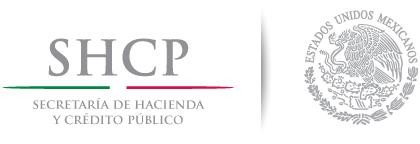 SHCP
SECRETARÍA DE HACIENDA
Y CRÉDITO PÚBLICO
ESTADOS UNIDOS MEXICANOS